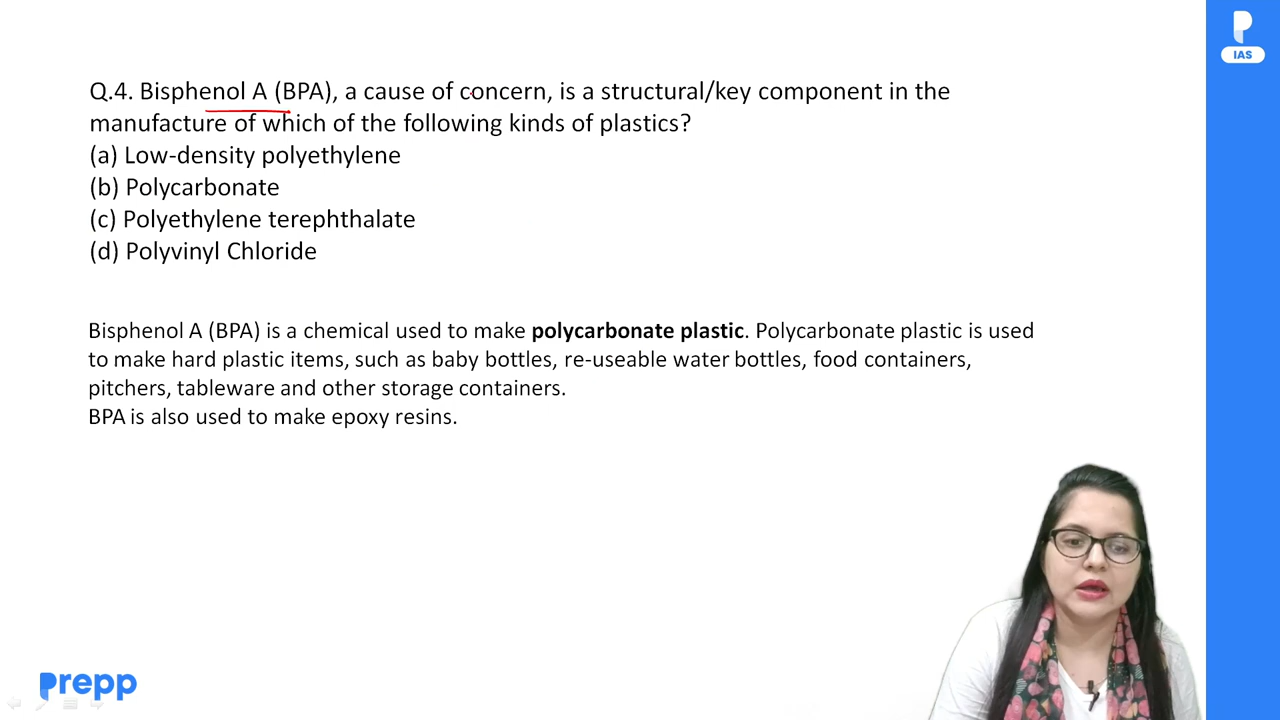 IAS
Q.4. Bisphenol A (BPA), a cause of concern, is a structural/key component in the
manufacture of which of the following kinds of plastics?
(a) Low-density polyethylene
(b) Polycarbonate
(c) Polyethylene terephthalate
(d) Polyvinyl Chloride
Bisphenol A (BPA) is a chemical used to make polycarbonate plastic. Polycarbonate plastic is used
to make hard plastic items, such as baby bottles, re-useable water bottles, food containers,
pitchers, tableware and other storage containers.
BPA is also used to make epoxy resins.
prepp